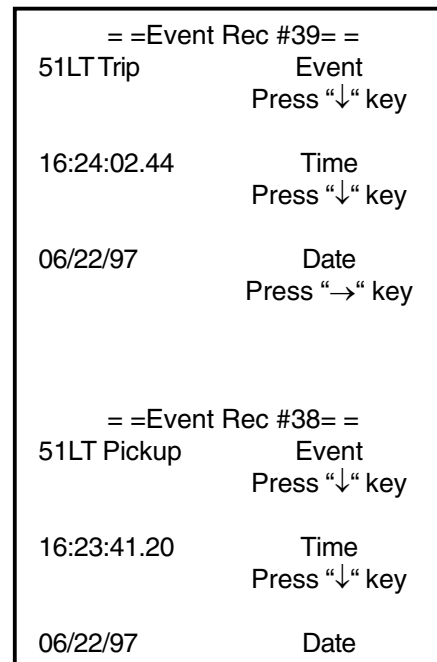 = =Event Rec #39= =
51LT Trip Event
Press “↓“ key
16:24:02.44 Time
Press “↓“ key
06/22/97 Date
Press “→“ key
= =Event Rec #38= =
51LT Pickup Event
Press “↓“ key
16:23:41.20 Time
Press “↓“ key
06/22/97 Date